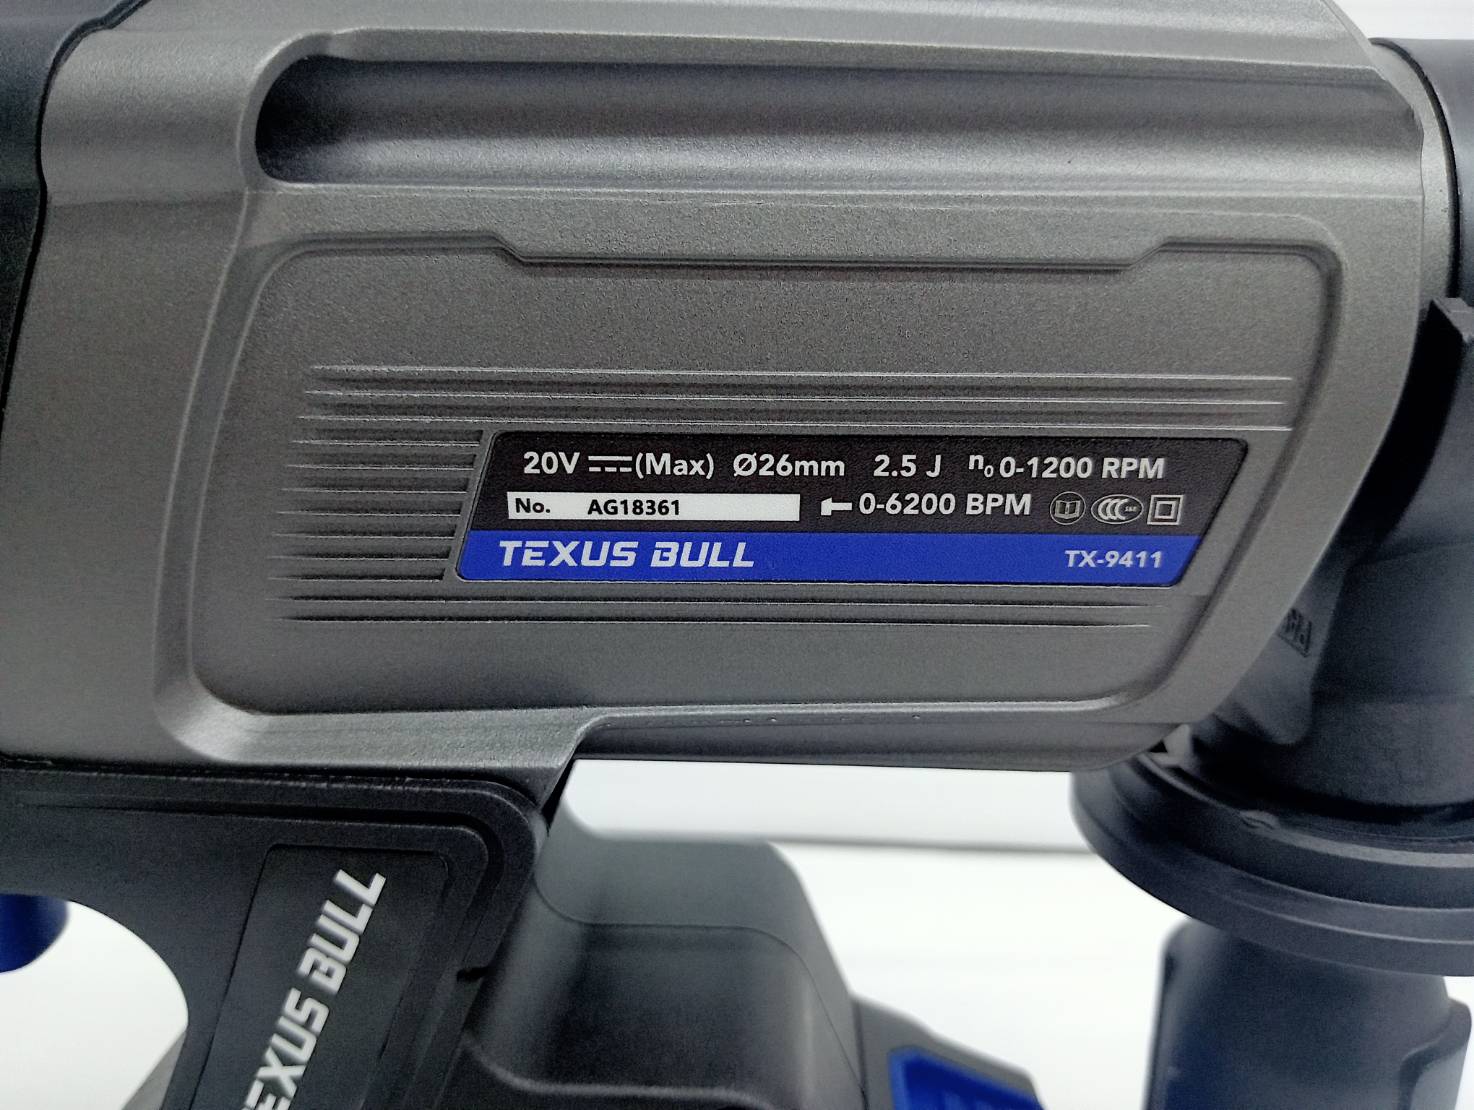 20V ⎓(Max) Ø26mm 2.5 J n₀ 0-1200 RPM
No. AG18361 0-6200 BPM
TEXUS BULL TX-9411
TEXUS BULL